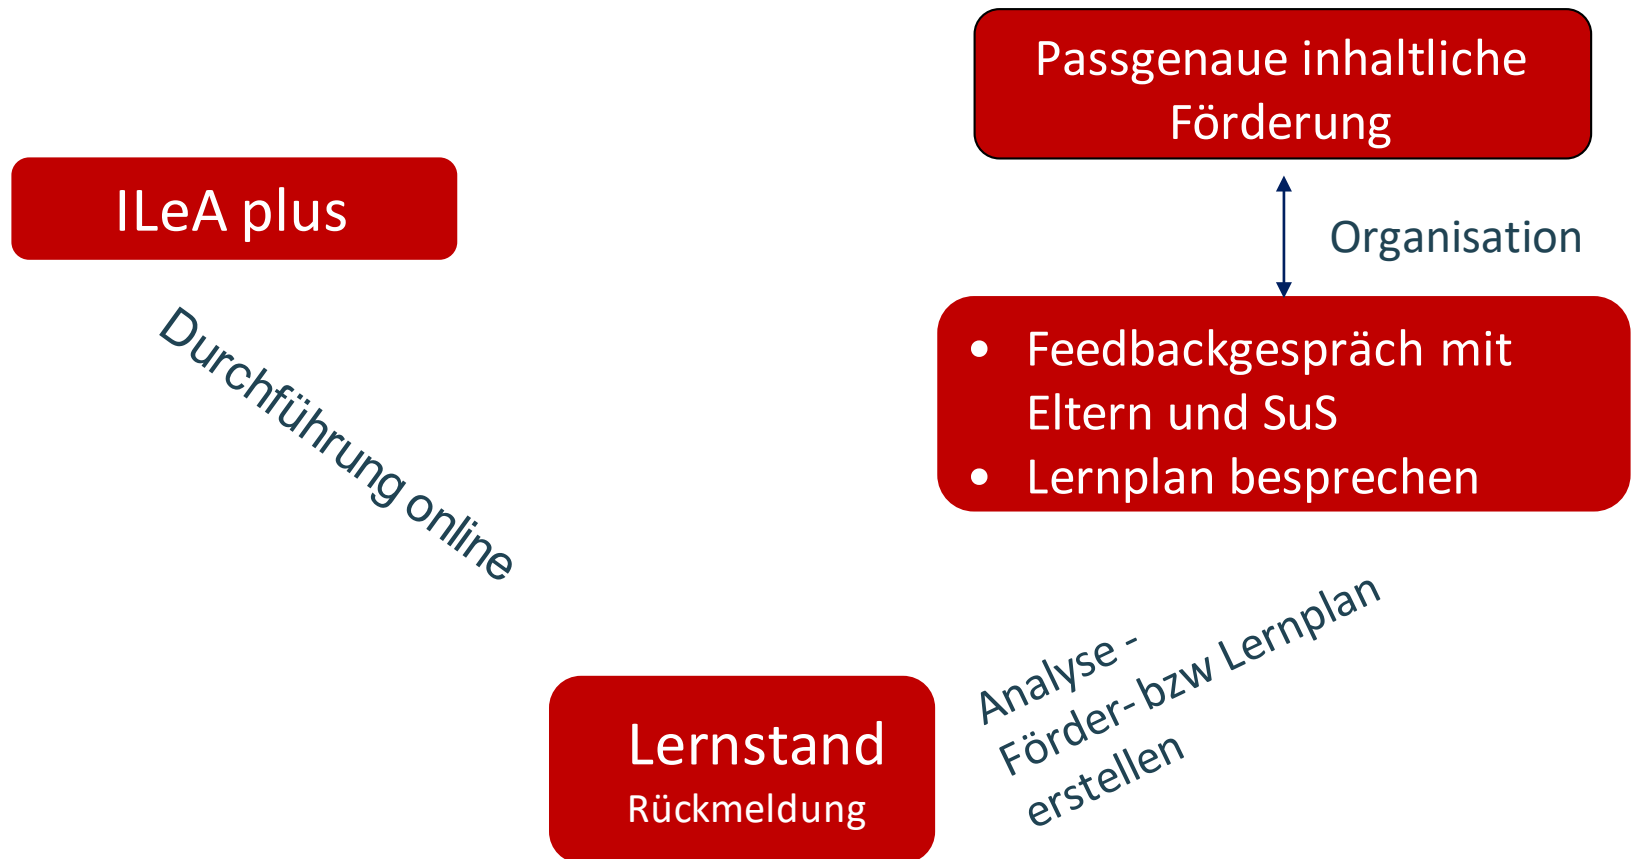 ILeA plus
Durchführung online
Lernstand
Rückmeldung
Analyse -
Förder- bzw Lernplan
erstellen
• Feedbackgespräch mit
Eltern und SuS
• Lernplan besprechen
Organisation
Passgenaue inhaltliche
Förderung